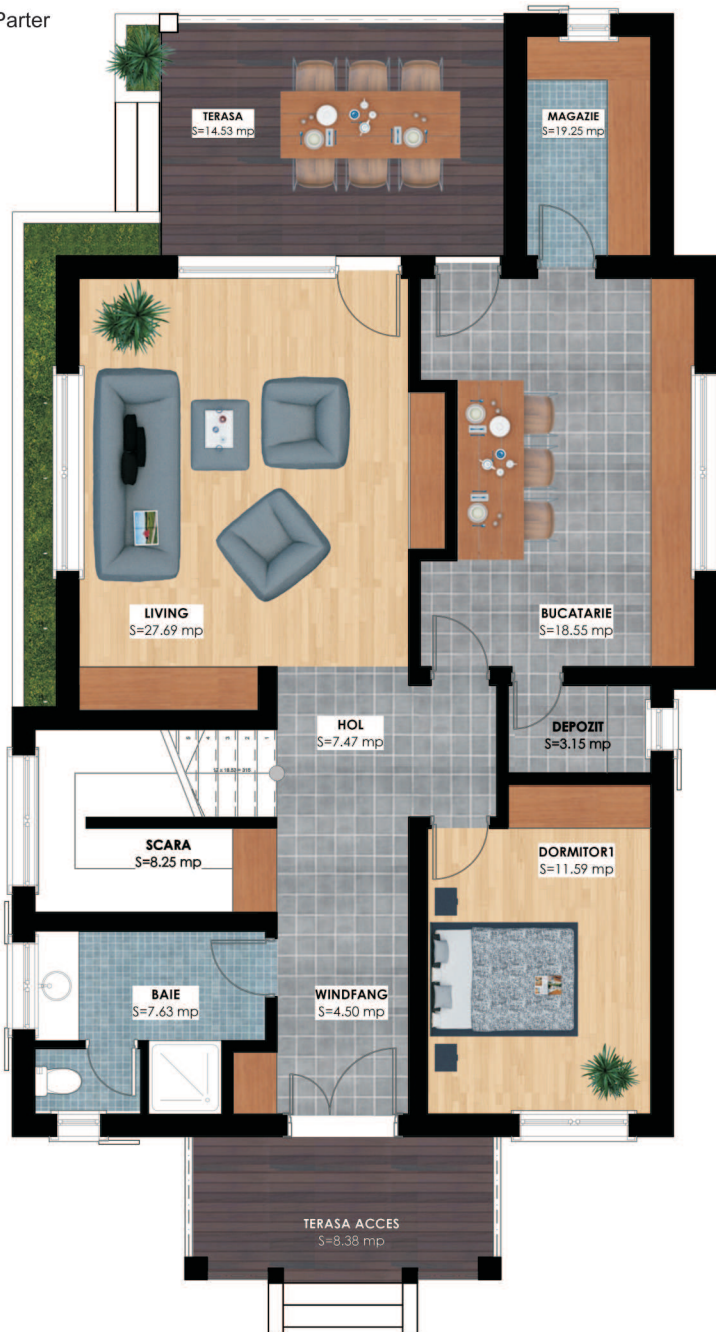 Parter
TERASA
S=14.53 mp
MAGAZIE
S=19.25 mp
LIVING
S=27.69 mp
BUCATARIE
S=18.55 mp
HOL
S=7.47 mp
DEPOZIT
S=3.15 mp
SCARA
S=8.25 mp
DORMITOR1
S=11.59 mp
BAIE
S=7.63 mp
WINDFANG
S=4.50 mp
TERASA ACCES
S=8.38 mp